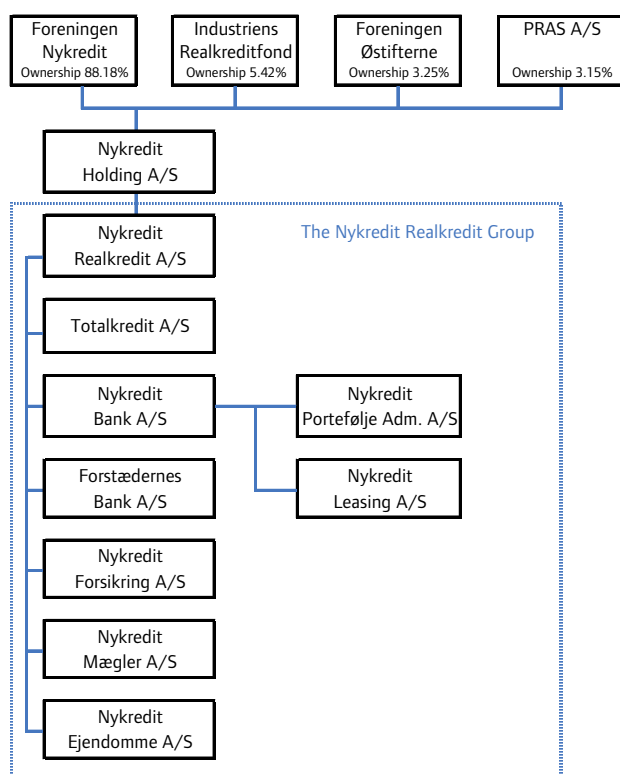 Foreningen
Nykredit
Ownership 88.18%
Industriens
Realkreditfond
Ownership 5.42%
Foreningen
Østifterne
Ownership 3.25%
PRAS A/S
Ownership 3.15%
Nykredit
Holding A/S
The Nykredit Realkredit Group
Nykredit
Realkredit A/S
Totalkredit A/S
Nykredit
Bank A/S
Nykredit
Portefølje Adm. A/S
Forstædernes
Bank A/S
Nykredit
Leasing A/S
Nykredit
Forsikring A/S
Nykredit
Mægler A/S
Nykredit
Ejendomme A/S